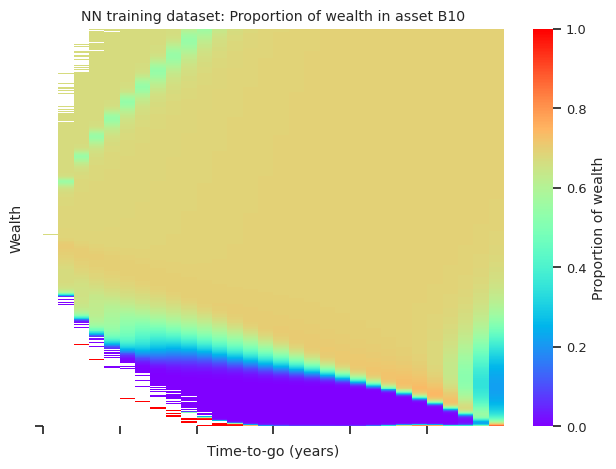 NN training dataset: Proportion of wealth in asset B10
Wealth
Time-to-go (years)
1.0
0.8
0.6
0.4
0.2
0.0
Proportion of wealth